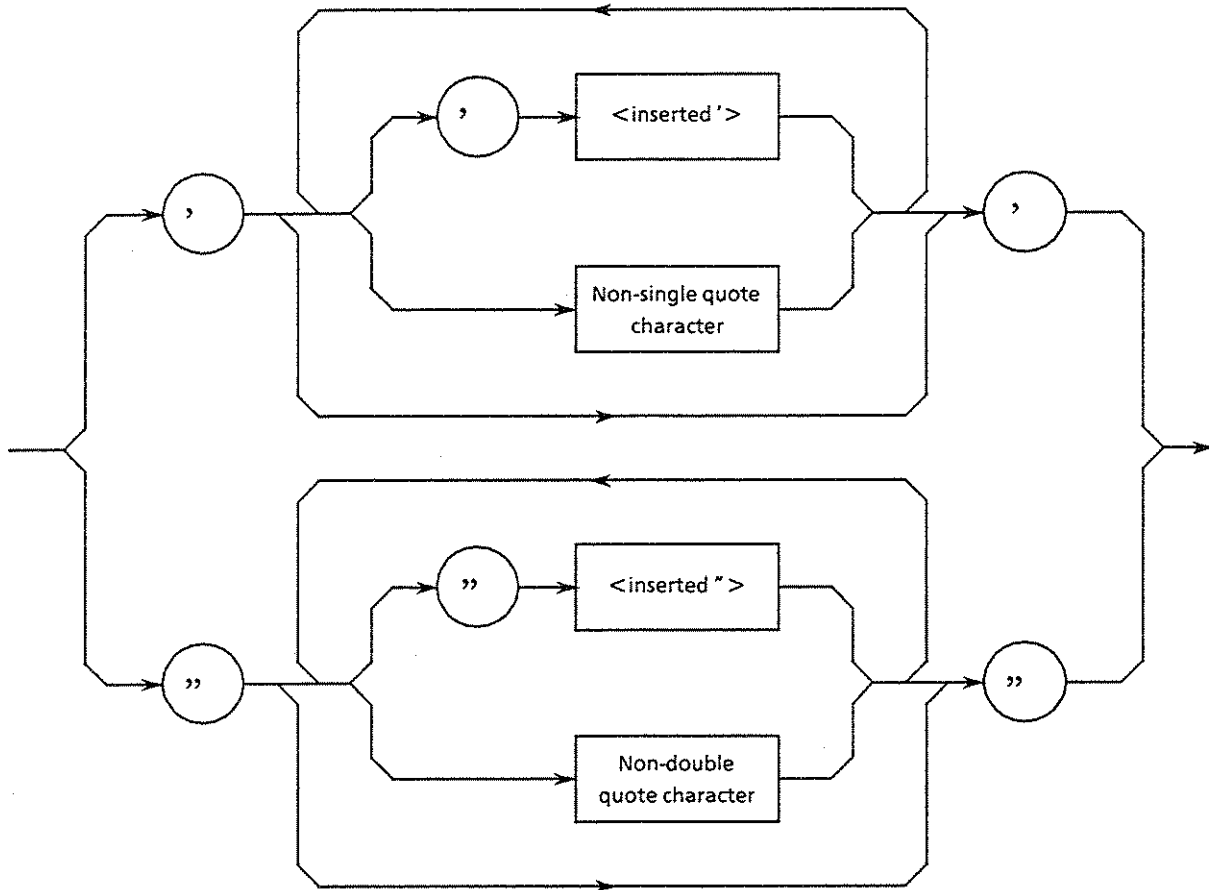 ’
<inserted ′>
’
’
Non-single quote
character
”
<inserted ″>
”
”
Non-double
quote character